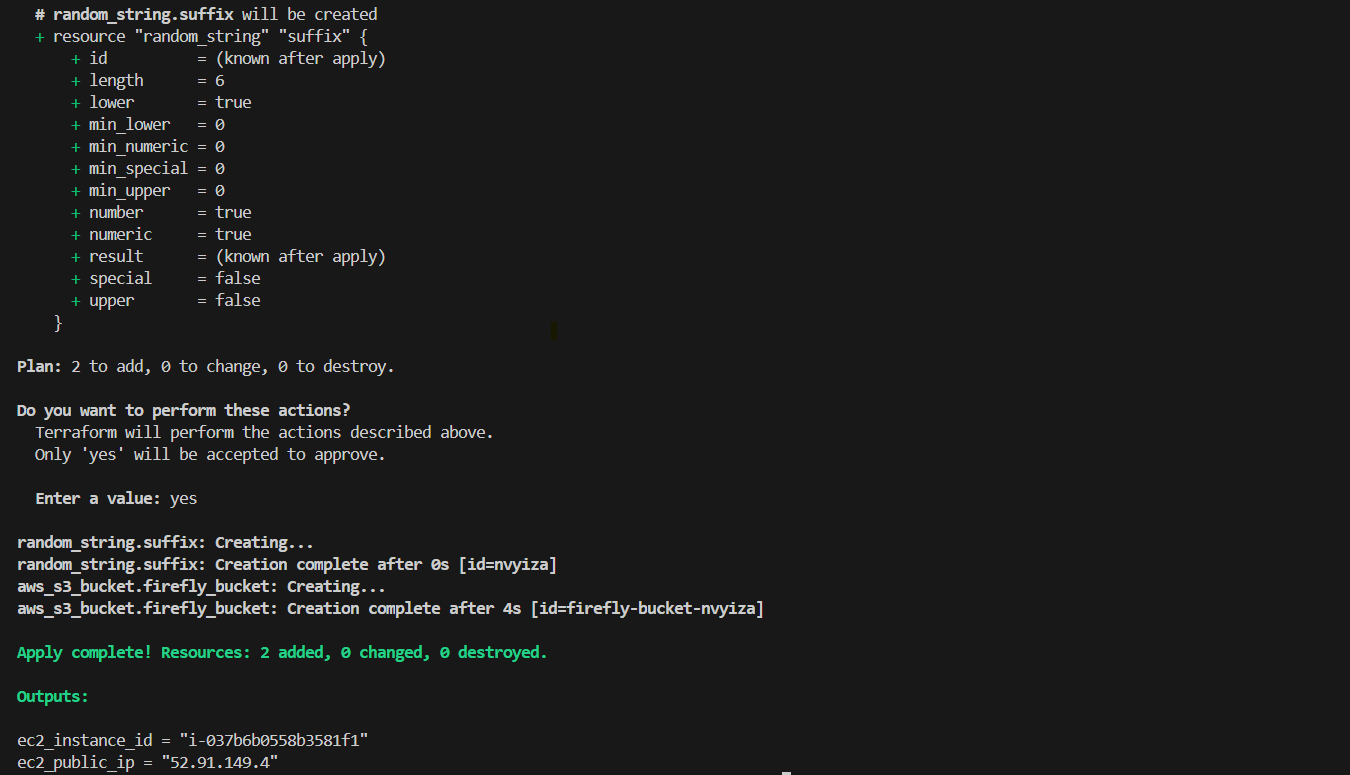 # random_string.suffix will be created
+ resource "random_string" "suffix" {
+ id          = (known after apply)
+ length      = 6
+ lower       = true
+ min_lower   = 0
+ min_numeric = 0
+ min_special = 0
+ min_upper   = 0
+ number      = true
+ numeric     = true
+ result      = (known after apply)
+ special     = false
+ upper       = false
}
Plan: 2 to add, 0 to change, 0 to destroy.
Do you want to perform these actions?
Terraform will perform the actions described above.
Only 'yes' will be accepted to approve.
Enter a value: yes
random_string.suffix: Creating...
random_string.suffix: Creation complete after 0s [id=nvyiza]
aws_s3_bucket.firefly_bucket: Creating...
aws_s3_bucket.firefly_bucket: Creation complete after 4s [id=firefly-bucket-nvyiza]
Apply complete! Resources: 2 added, 0 changed, 0 destroyed.
Outputs:
ec2_instance_id = "i-037b6b0558b3581f1"
ec2_public_ip = "52.91.149.4"